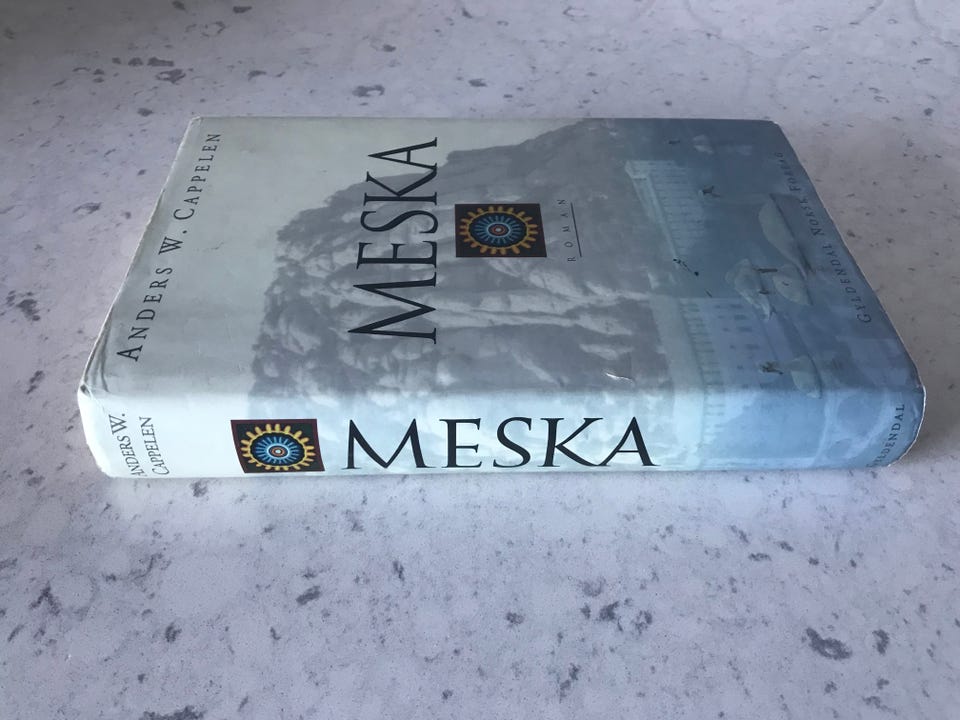 ANDERS W. CAPPELEN
MESKA
ROMAN
GYLDENDAL NORSK FORLAG
ANDERS W.
CAPPELEN
MESKA
GYLDENDAL